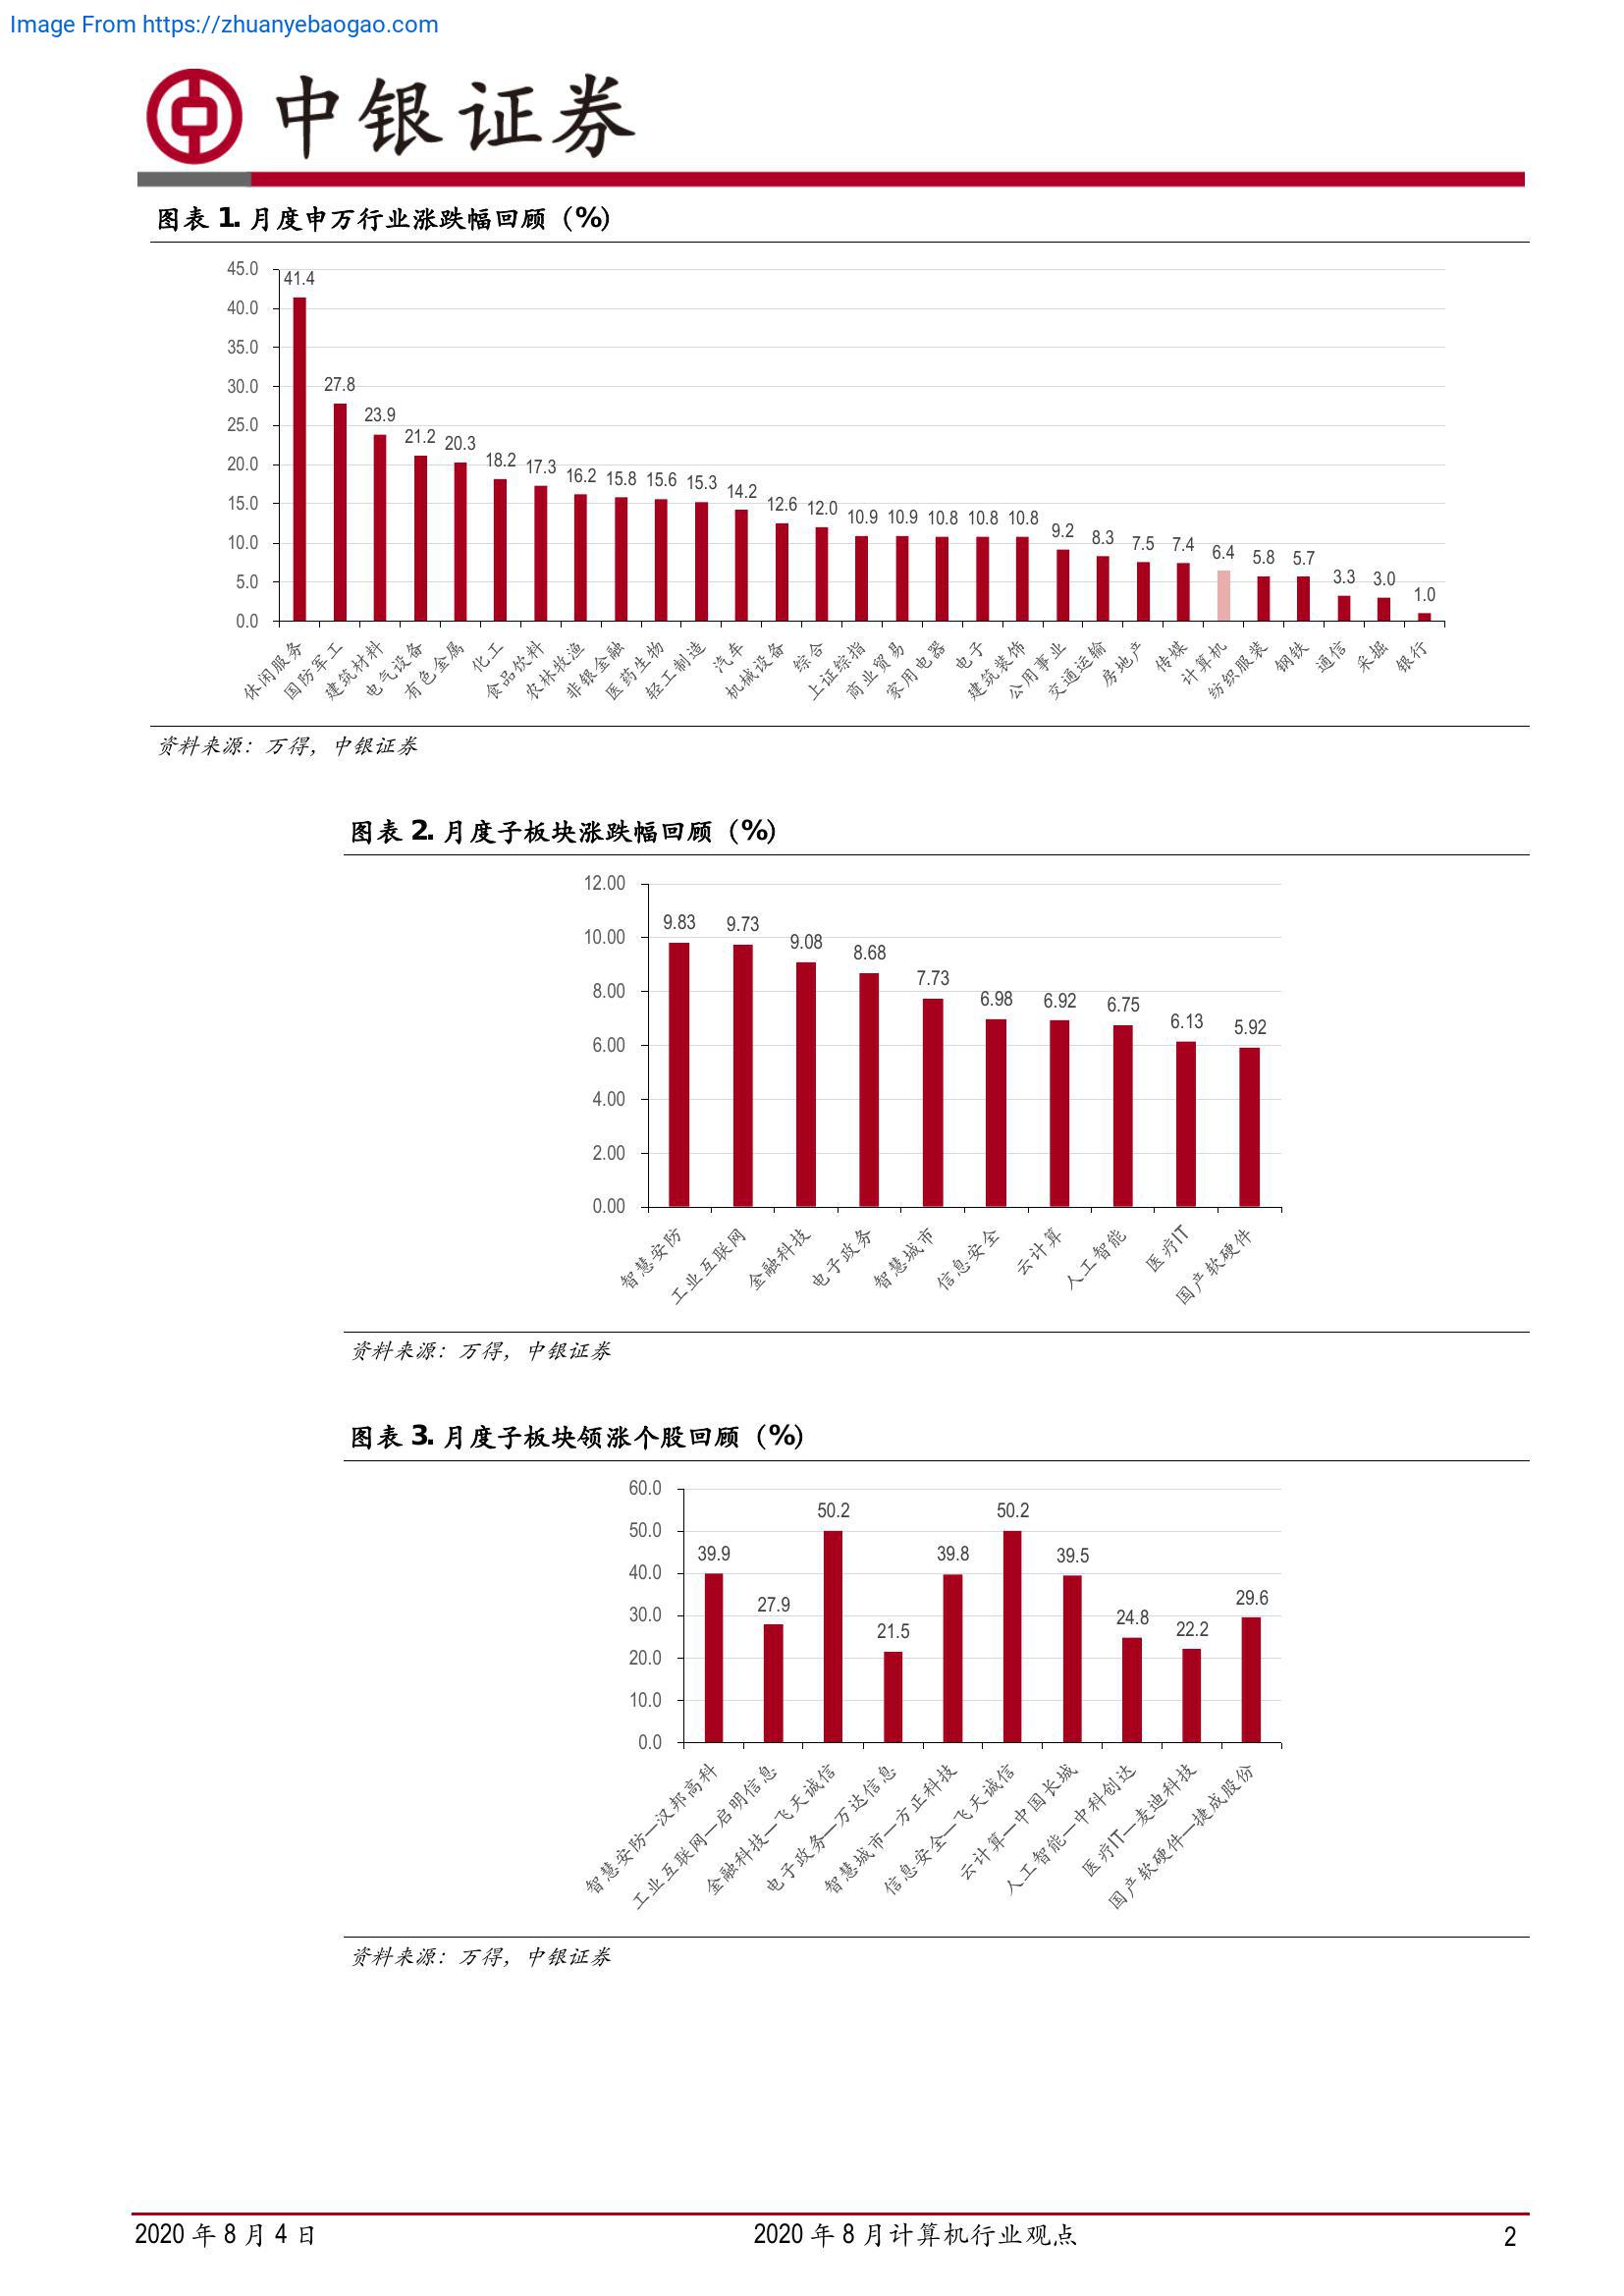 Image From https://zhuanyebaogao.com
中银证券
图表 1. 月度申万行业涨跌幅回顾（%）
45.0
40.0
35.0
30.0
25.0
20.0
15.0
10.0
5.0
0.0
41.4 27.8 23.9 21.2 20.3 18.2 17.3 16.2 15.8 15.6 15.3 14.2 12.6 12.0 10.9 10.9 10.8 10.8 10.8 9.2 8.3 7.5 7.4 6.4 5.8 5.7 3.3 3.0 1.0
休闲服务 国防军工 建筑材料 电气设备 有色金属 化工 食品饮料 农林牧渔 非银金融 医药生物 轻工制造 汽车 机械设备 综合 上证综指 商业贸易 家用电器 电子 建筑装饰 公用事业 交通运输 房地产 传媒 计算机 纺织服装 钢铁 通信 采掘 银行
资料来源：万得，中银证券
图表 2. 月度子板块涨跌幅回顾（%）
12.00
10.00
8.00
6.00
4.00
2.00
0.00
9.83 9.73 9.08 8.68 7.73 6.98 6.92 6.75 6.13 5.92
智慧安防 工业互联网 金融科技 电子政务 智慧城市 信息安全 云计算 人工智能 医疗IT 国产软硬件
资料来源：万得，中银证券
图表 3. 月度子板块领涨个股回顾（%）
60.0
50.0
40.0
30.0
20.0
10.0
0.0
39.9 27.9 50.2 21.5 39.8 50.2 39.5 24.8 22.2 29.6
智慧安防—汉邦高科 工业互联网—启明信息 金融科技—飞天诚信 电子政务—万达信息 智慧城市—方正科技 信息安全—飞天诚信 云计算—中国长城 人工智能—中科创达 医疗IT—麦迪科技 国产软硬件—捷成股份
资料来源：万得，中银证券
2020 年 8 月 4 日 2020 年 8 月计算机行业观点 2